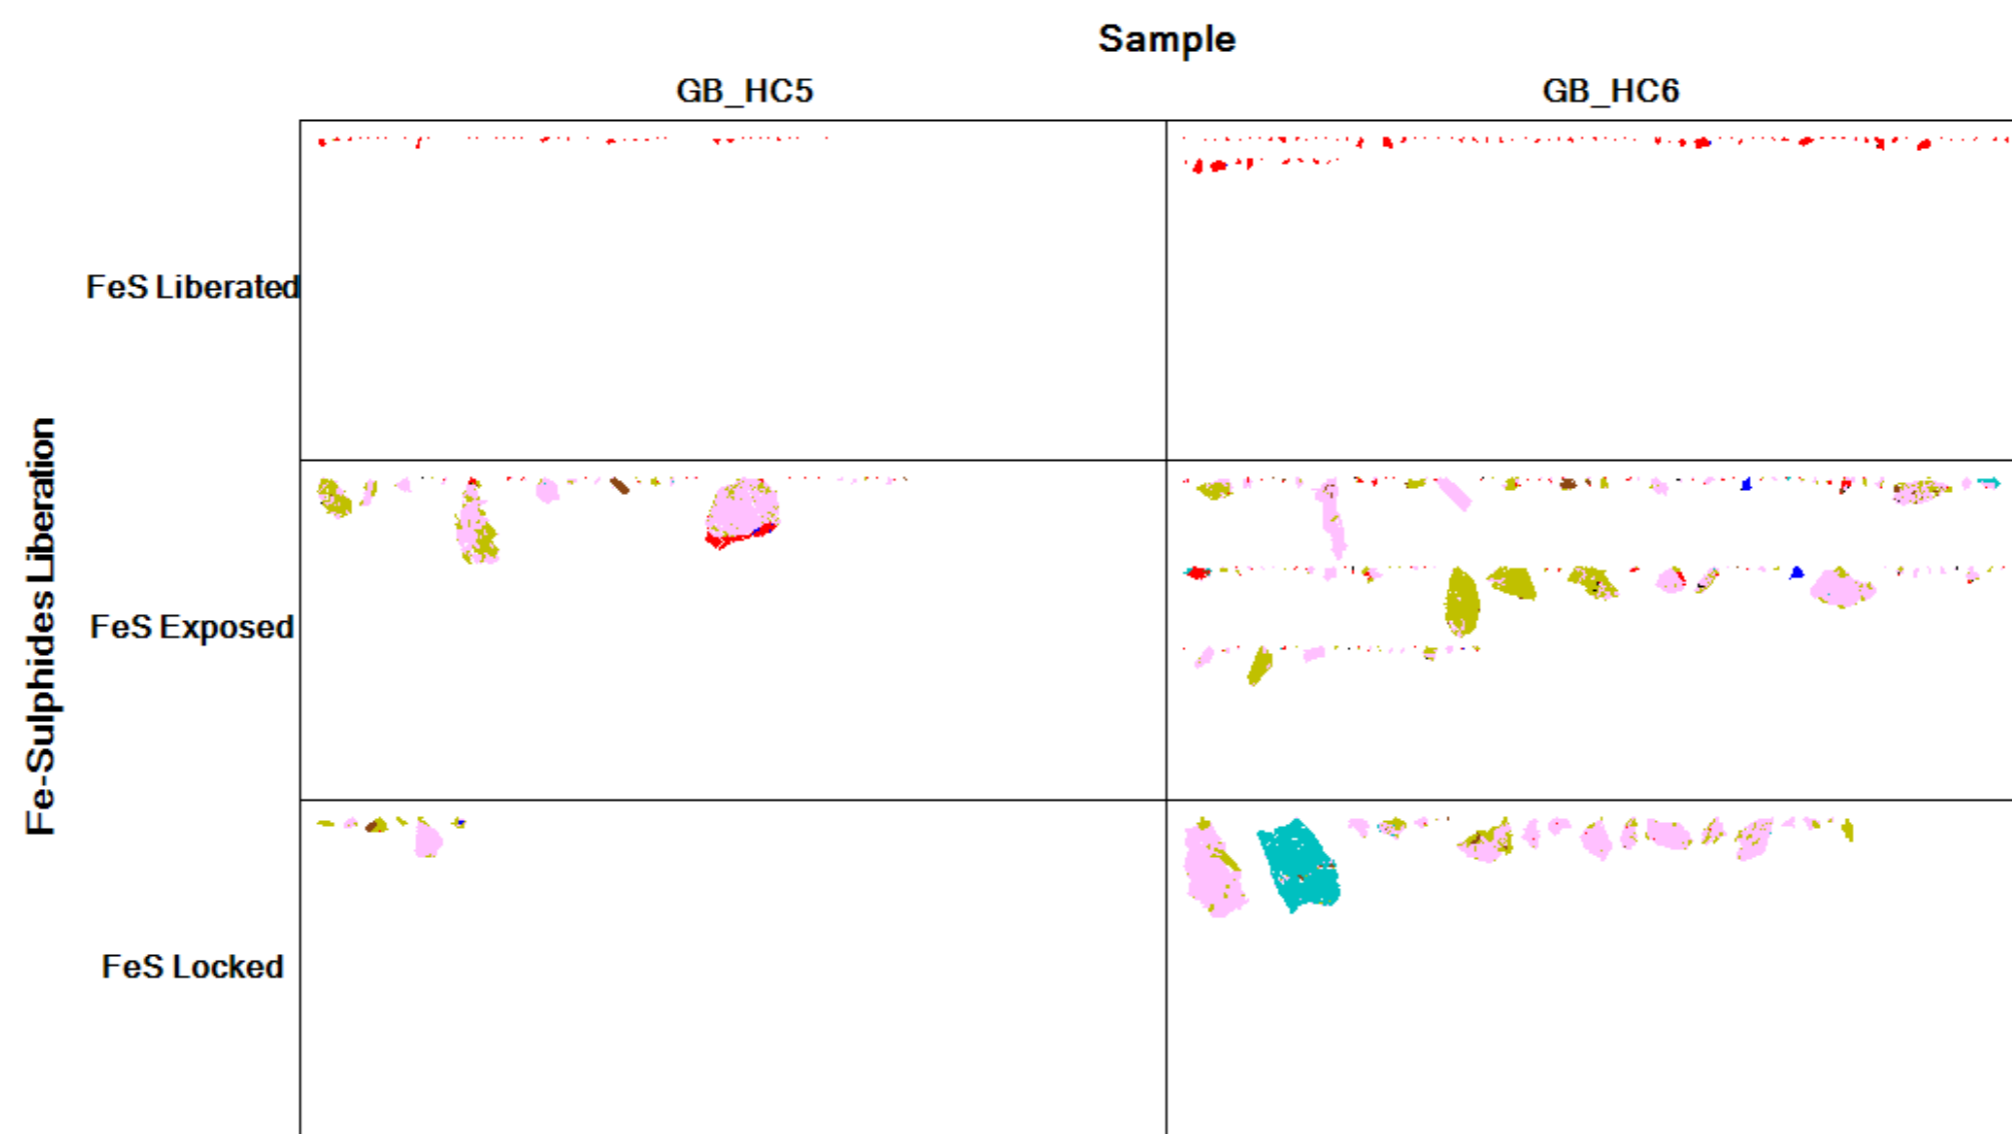 Sample
GB_HC5
GB_HC6
Fe-Sulphides Liberation
FeS Liberated
FeS Exposed
FeS Locked